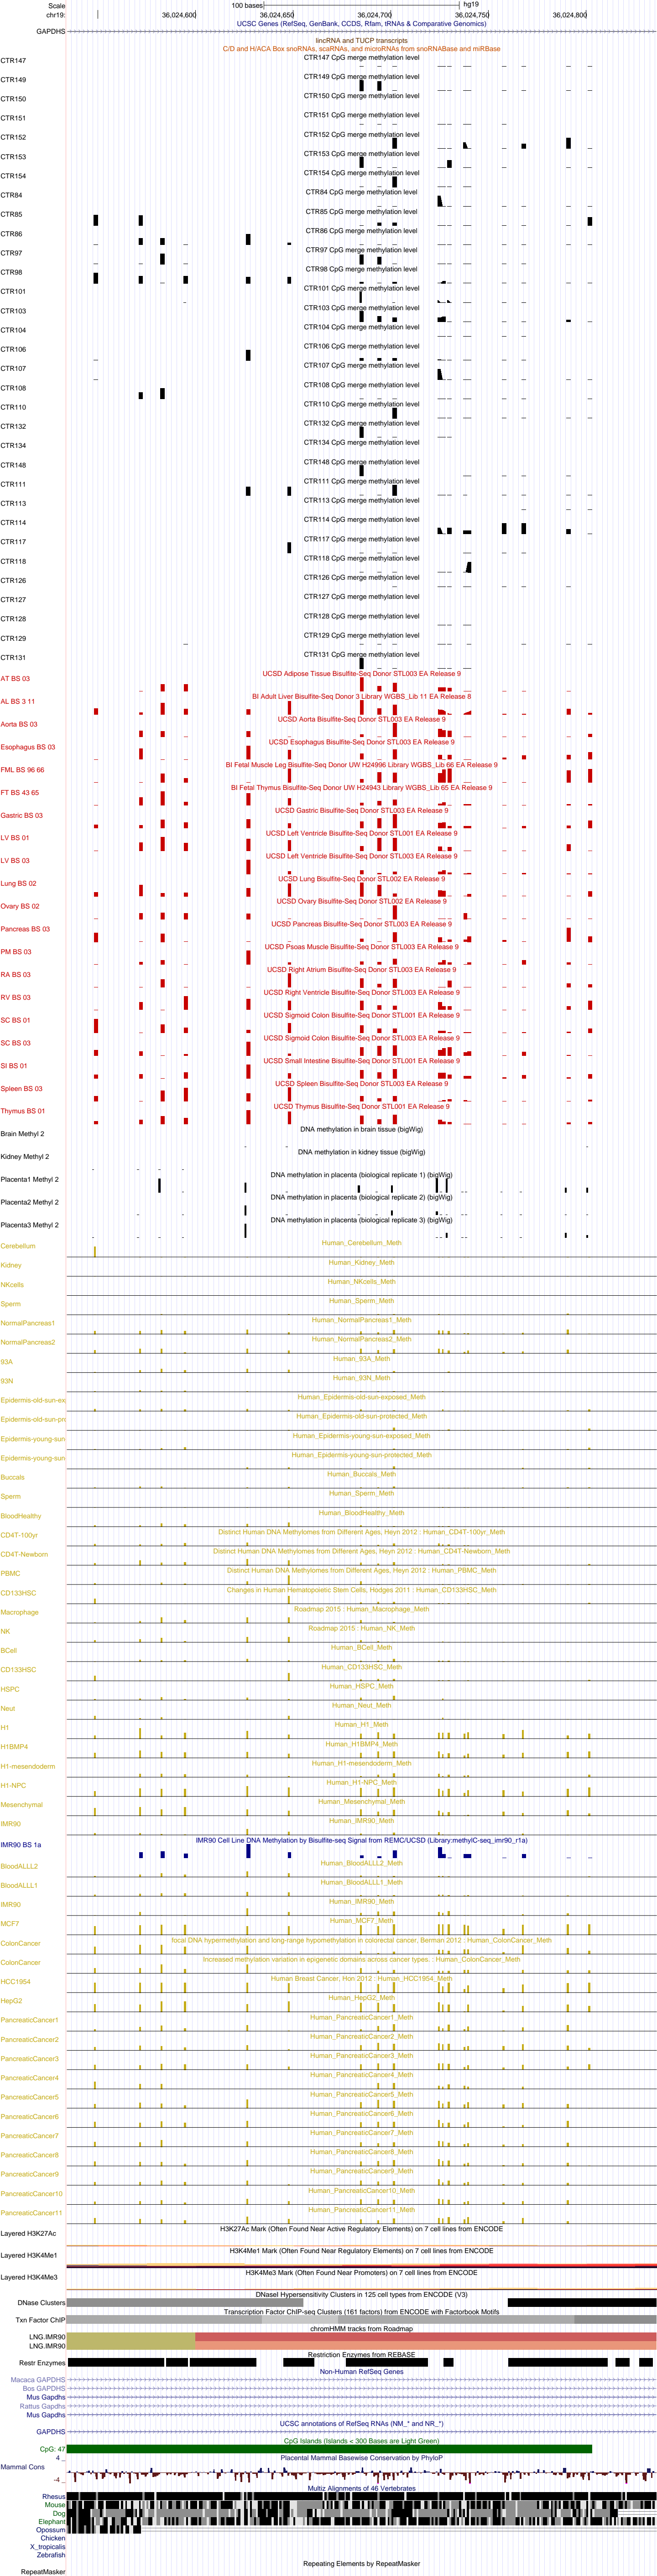 Scale 100 bases hg19
chr19: 36,024,600 36,024,650 36,024,700 36,024,750 36,024,800
UCSC Genes (RefSeq, GenBank, CCDS, Rfam, tRNAs & Comparative Genomics)
GAPDHS
lincRNA and TUCP transcripts
C/D and H/ACA Box snoRNAs, scaRNAs, and microRNAs from snoRNABase and miRBase
CTR147 CpG merge methylation level
CTR147
CTR149 CpG merge methylation level
CTR149
CTR150 CpG merge methylation level
CTR150
CTR151 CpG merge methylation level
CTR151
CTR152 CpG merge methylation level
CTR152
CTR153 CpG merge methylation level
CTR153
CTR154 CpG merge methylation level
CTR154
CTR84 CpG merge methylation level
CTR84
CTR85 CpG merge methylation level
CTR85
CTR86 CpG merge methylation level
CTR86
CTR97 CpG merge methylation level
CTR97
CTR98 CpG merge methylation level
CTR98
CTR101 CpG merge methylation level
CTR101
CTR103 CpG merge methylation level
CTR103
CTR104 CpG merge methylation level
CTR104
CTR106 CpG merge methylation level
CTR106
CTR107 CpG merge methylation level
CTR107
CTR108 CpG merge methylation level
CTR108
CTR110 CpG merge methylation level
CTR110
CTR132 CpG merge methylation level
CTR132
CTR134 CpG merge methylation level
CTR134
CTR148 CpG merge methylation level
CTR148
CTR111 CpG merge methylation level
CTR111
CTR113 CpG merge methylation level
CTR113
CTR114 CpG merge methylation level
CTR114
CTR117 CpG merge methylation level
CTR117
CTR118 CpG merge methylation level
CTR118
CTR126 CpG merge methylation level
CTR126
CTR127 CpG merge methylation level
CTR127
CTR128 CpG merge methylation level
CTR128
CTR129 CpG merge methylation level
CTR129
CTR131 CpG merge methylation level
CTR131
UCSD Adipose Tissue Bisulfite-Seq Donor STL003 EA Release 9
AT BS 03
BI Adult Liver Bisulfite-Seq Donor 3 Library WGBS_Lib 11 EA Release 8
AL BS 3 11
UCSD Aorta Bisulfite-Seq Donor STL003 EA Release 9
Aorta BS 03
UCSD Esophagus Bisulfite-Seq Donor STL003 EA Release 9
Esophagus BS 03
BI Fetal Muscle Leg Bisulfite-Seq Donor UW H24996 Library WGBS_Lib 66 EA Release 9
FML BS 96 66
BI Fetal Thymus Bisulfite-Seq Donor UW H24943 Library WGBS_Lib 65 EA Release 9
FT BS 43 65
UCSD Gastric Bisulfite-Seq Donor STL003 EA Release 9
Gastric BS 03
UCSD Left Ventricle Bisulfite-Seq Donor STL001 EA Release 9
LV BS 01
UCSD Left Ventricle Bisulfite-Seq Donor STL003 EA Release 9
LV BS 03
UCSD Lung Bisulfite-Seq Donor STL002 EA Release 9
Lung BS 02
UCSD Ovary Bisulfite-Seq Donor STL002 EA Release 9
Ovary BS 02
UCSD Pancreas Bisulfite-Seq Donor STL003 EA Release 9
Pancreas BS 03
UCSD Psoas Muscle Bisulfite-Seq Donor STL003 EA Release 9
PM BS 03
UCSD Right Atrium Bisulfite-Seq Donor STL003 EA Release 9
RA BS 03
UCSD Right Ventricle Bisulfite-Seq Donor STL003 EA Release 9
RV BS 03
UCSD Sigmoid Colon Bisulfite-Seq Donor STL001 EA Release 9
SC BS 01
UCSD Sigmoid Colon Bisulfite-Seq Donor STL003 EA Release 9
SC BS 03
UCSD Small Intestine Bisulfite-Seq Donor STL001 EA Release 9
SI BS 01
UCSD Spleen Bisulfite-Seq Donor STL003 EA Release 9
Spleen BS 03
UCSD Thymus Bisulfite-Seq Donor STL001 EA Release 9
Thymus BS 01
DNA methylation in brain tissue (bigWig)
Brain Methyl 2
DNA methylation in kidney tissue (bigWig)
Kidney Methyl 2
DNA methylation in placenta (biological replicate 1) (bigWig)
Placenta1 Methyl 2
DNA methylation in placenta (biological replicate 2) (bigWig)
Placenta2 Methyl 2
DNA methylation in placenta (biological replicate 3) (bigWig)
Placenta3 Methyl 2
Human_Cerebellum_Meth
Cerebellum
Human_Kidney_Meth
Kidney
Human_NKcells_Meth
NKcells
Human_Sperm_Meth
Sperm
Human_NormalPancreas1_Meth
NormalPancreas1
Human_NormalPancreas2_Meth
NormalPancreas2
Human_93A_Meth
93A
Human_93N_Meth
93N
Human_Epidermis-old-sun-exposed_Meth
Epidermis-old-sun-ex
Human_Epidermis-old-sun-protected_Meth
Epidermis-old-sun-pn
Human_Epidermis-young-sun-exposed_Meth
Epidermis-young-sun
Human_Epidermis-young-sun-protected_Meth
Epidermis-young-sun
Human_Buccals_Meth
Buccals
Human_Sperm_Meth
Sperm
Human_BloodHealthy_Meth
BloodHealthy
Distinct Human DNA Methylomes from Different Ages, Heyn 2012 : Human_CD4T-100yr_Meth
CD4T-100yr
Distinct Human DNA Methylomes from Different Ages, Heyn 2012 : Human_CD4T-Newborn_Meth
CD4T-Newborn
Distinct Human DNA Methylomes from Different Ages, Heyn 2012 : Human_PBMC_Meth
PBMC
Changes in Human Hematopoietic Stem Cells, Hodges 2011 : Human_CD133HSC_Meth
CD133HSC
Roadmap 2015 : Human_Macrophage_Meth
Macrophage
Roadmap 2015 : Human_NK_Meth
NK
Human_BCell_Meth
BCell
Human_CD133HSC_Meth
CD133HSC
Human_HSPC_Meth
HSPC
Human_Neut_Meth
Neut
Human_H1_Meth
H1
Human_H1BMP4_Meth
H1BMP4
Human_H1-mesendoderm_Meth
H1-mesendoderm
Human_H1-NPC_Meth
H1-NPC
Human_Mesenchymal_Meth
Mesenchymal
Human_IMR90_Meth
IMR90
IMR90 Cell Line DNA Methylation by Bisulfite-seq Signal from REMC/UCSD (Library:methylC-seq_imr90_r1a)
IMR90 BS 1a
Human_BloodALLL2_Meth
BloodALLL2
Human_BloodALLL1_Meth
BloodALLL1
Human_IMR90_Meth
IMR90
Human_MCF7_Meth
MCF7
focal DNA hypermethylation and long-range hypomethylation in colorectal cancer, Berman 2012 : Human_ColonCancer_Meth
ColonCancer
Increased methylation variation in epigenetic domains across cancer types. : Human_ColonCancer_Meth
ColonCancer
Human Breast Cancer, Hon 2012 : Human_HCC1954_Meth
HCC1954
Human_HepG2_Meth
HepG2
Human_PancreaticCancer1_Meth
PancreaticCancer1
Human_PancreaticCancer2_Meth
PancreaticCancer2
Human_PancreaticCancer3_Meth
PancreaticCancer3
Human_PancreaticCancer4_Meth
PancreaticCancer4
Human_PancreaticCancer5_Meth
PancreaticCancer5
Human_PancreaticCancer6_Meth
PancreaticCancer6
Human_PancreaticCancer7_Meth
PancreaticCancer7
Human_PancreaticCancer8_Meth
PancreaticCancer8
Human_PancreaticCancer9_Meth
PancreaticCancer9
Human_PancreaticCancer10_Meth
PancreaticCancer10
Human_PancreaticCancer11_Meth
PancreaticCancer11
H3K27Ac Mark (Often Found Near Active Regulatory Elements) on 7 cell lines from ENCODE
Layered H3K27Ac
H3K4Me1 Mark (Often Found Near Regulatory Elements) on 7 cell lines from ENCODE
Layered H3K4Me1
H3K4Me3 Mark (Often Found Near Promoters) on 7 cell lines from ENCODE
Layered H3K4Me3
DNaseI Hypersensitivity Clusters in 125 cell types from ENCODE (V3)
DNase Clusters
Transcription Factor ChIP-seq Clusters (161 factors) from ENCODE with Factorbook Motifs
Txn Factor ChIP
chromHMM tracks from Roadmap
LNG.IMR90
LNG.IMR90
Restriction Enzymes from REBASE
Restr Enzymes
Non-Human RefSeq Genes
Macaca GAPDHS
Bos GAPDHS
Mus Gapdhs
Rattus Gapdhs
Mus Gapdhs
UCSC annotations of RefSeq RNAs (NM_* and NR_*)
GAPDHS
CpG Islands (Islands < 300 Bases are Light Green)
CpG: 47
Placental Mammal Basewise Conservation by PhyloP
4 _
Mammal Cons
-4 _
Multiz Alignments of 46 Vertebrates
Rhesus
Mouse
Dog
Elephant
Opossum
Chicken
X_tropicalis
Zebrafish
Repeating Elements by RepeatMasker
RepeatMasker